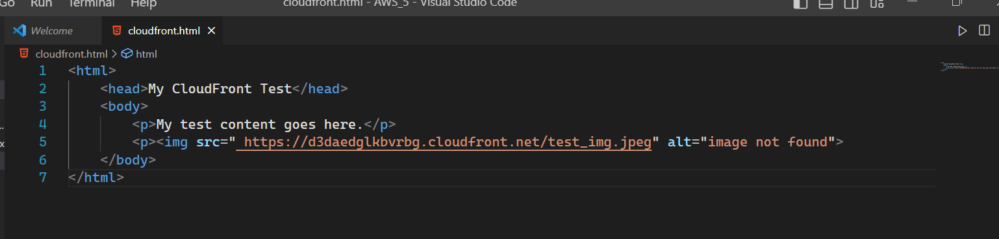 Go Run Terminal Help cloudfront.html - AWS_5 - Visual Studio Code
Welcome cloudfront.html
cloudfront.html > html
1 <html>
2 <head>My CloudFront Test</head>
3 <body>
4 <p>My test content goes here.</p>
5 <p><img src=" https://d3daedglkbvrbg.cloudfront.net/test_img.jpeg" alt="image not found">
6 </body>
7 </html>